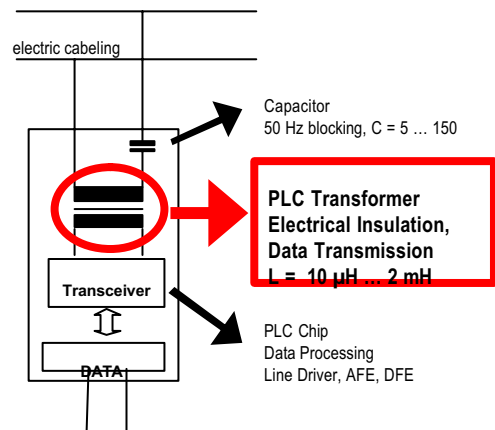 electric cabeling
Capacitor
50 Hz blocking, C = 5 … 150
PLC Transformer
Electrical Insulation,
Data Transmission
L = 10 µH … 2 mH
Transceiver
PLC Chip
Data Processing
Line Driver, AFE, DFE
DATA